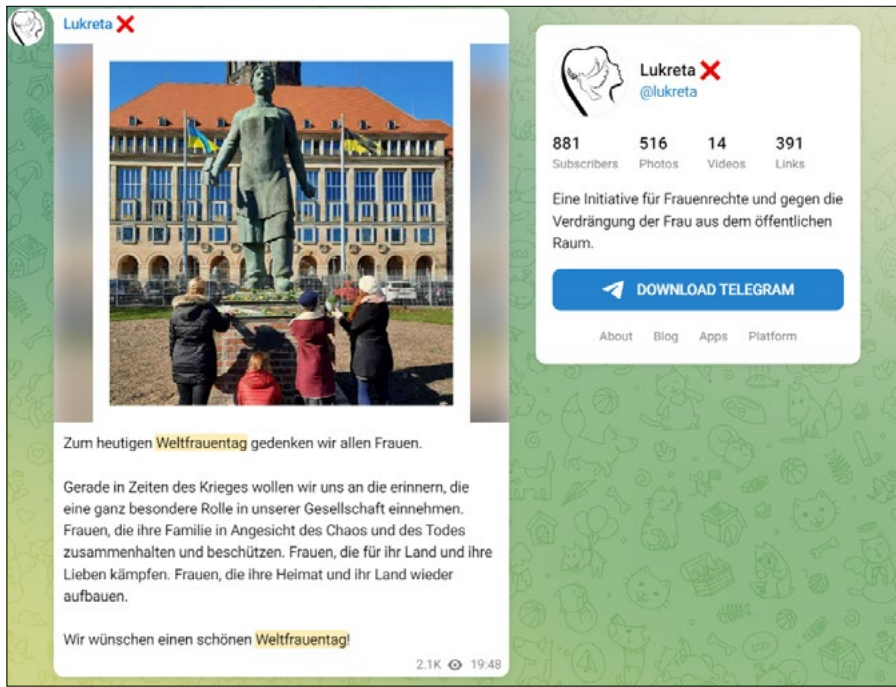 Lukreta
Zum heutigen Weltfrauentag gedenken wir allen Frauen.
Gerade in Zeiten des Krieges wollen wir uns an die erinnern, die
eine ganz besondere Rolle in unserer Gesellschaft einnehmen.
Frauen, die ihre Familie in Angesicht des Chaos und des Todes
zusammenhalten und beschützen. Frauen, die für ihr Land und ihre
Lieben kämpfen. Frauen, die ihre Heimat und ihr Land wieder
aufbauen.
Wir wünschen einen schönen Weltfrauentag!
2.1K 19:48
Lukreta
@lukreta
881 516 14 391
Subscribers Photos Videos Links
Eine Initiative für Frauenrechte und gegen die
Verdrängung der Frau aus dem öffentlichen
Raum.
DOWNLOAD TELEGRAM
About Blog Apps Platform